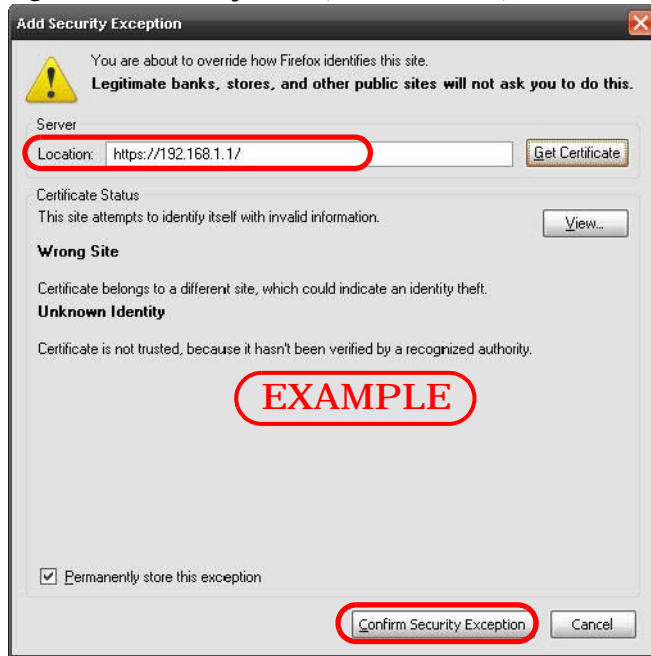 Add Security Exception
You are about to override how Firefox identifies this site.
Legitimate banks, stores, and other public sites will not ask you to do this.
Server
Location: https://192.168.1.1/ Get Certificate
Certificate Status
This site attempts to identify itself with invalid information. View...
Wrong Site
Certificate belongs to a different site, which could indicate an identity theft.
Unknown Identity
Certificate is not trusted, because it hasn't been verified by a recognized authority.
EXAMPLE
Permanently store this exception
Confirm Security Exception Cancel